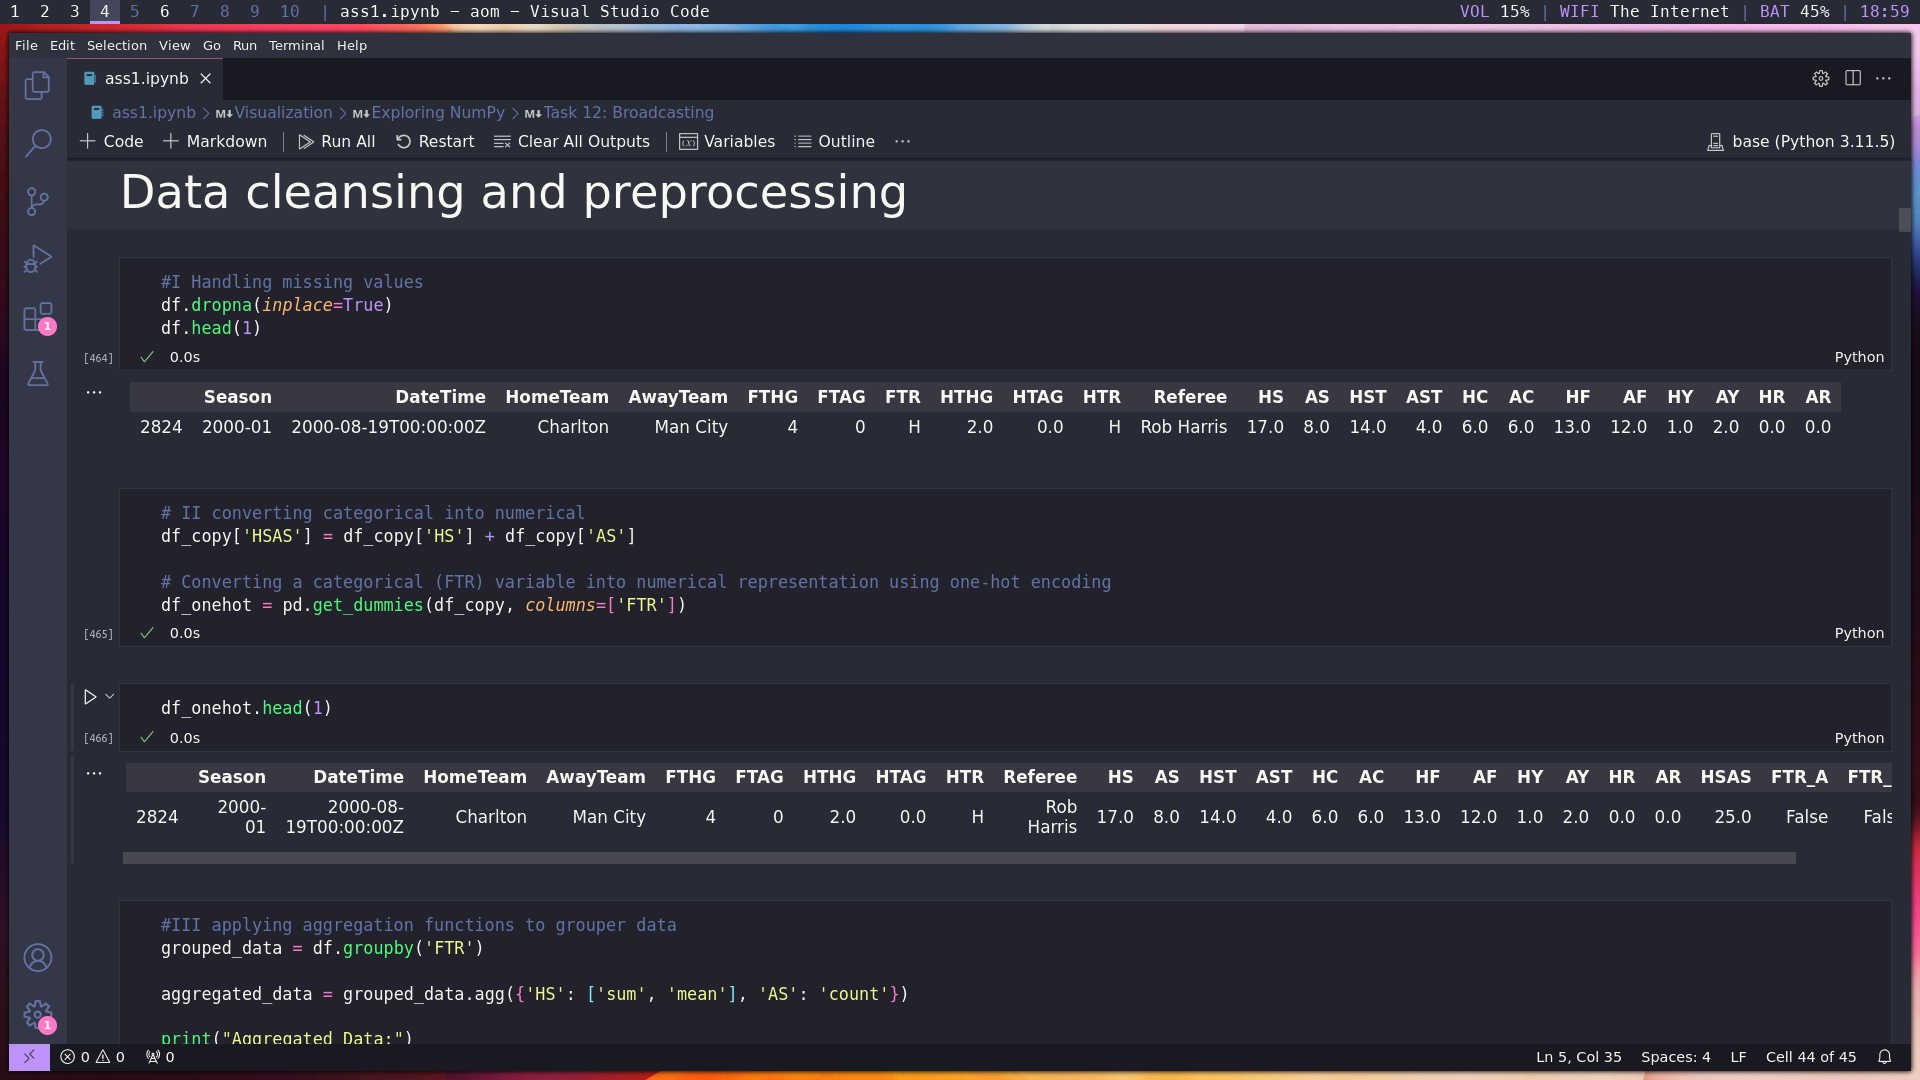 1 2 3 4 5 6 7 8 9 10 | ass1.ipynb – aom – Visual Studio Code VOL 15% | WIFI The Internet | BAT 45% | 18:59
File Edit Selection View Go Run Terminal Help
ass1.ipynb
ass1.ipynb > M↓Visualization > M↓Exploring NumPy > M↓Task 12: Broadcasting
+ Code + Markdown | Run All Restart Clear All Outputs | Variables Outline ··· base (Python 3.11.5)
Data cleansing and preprocessing
#I Handling missing values
df.dropna(inplace=True)
df.head(1)
[464] 0.0s Python
Season DateTime HomeTeam AwayTeam FTHG FTAG FTR HTHG HTAG HTR Referee HS AS HST AST HC AC HF AF HY AY HR AR
2824 2000-01 2000-08-19T00:00:00Z Charlton Man City 4 0 H 2.0 0.0 H Rob Harris 17.0 8.0 14.0 4.0 6.0 6.0 13.0 12.0 1.0 2.0 0.0 0.0
# II converting categorical into numerical
df_copy['HSAS'] = df_copy['HS'] + df_copy['AS']
# Converting a categorical (FTR) variable into numerical representation using one-hot encoding
df_onehot = pd.get_dummies(df_copy, columns=['FTR'])
[465] 0.0s Python
df_onehot.head(1)
[466] 0.0s Python
Season DateTime HomeTeam AwayTeam FTHG FTAG HTHG HTAG HTR Referee HS AS HST AST HC AC HF AF HY AY HR AR HSAS FTR_A FTR_
2000- 2000-08- Rob
2824 Charlton Man City 4 0 2.0 0.0 H 17.0 8.0 14.0 4.0 6.0 6.0 13.0 12.0 1.0 2.0 0.0 0.0 25.0 False Fals
01 19T00:00:00Z Harris
#III applying aggregation functions to grouper data
grouped_data = df.groupby('FTR')
aggregated_data = grouped_data.agg({'HS': ['sum', 'mean'], 'AS': 'count'})
print("Aggregated Data:")
1
1
0 0 0 Ln 5, Col 35 Spaces: 4 LF Cell 44 of 45